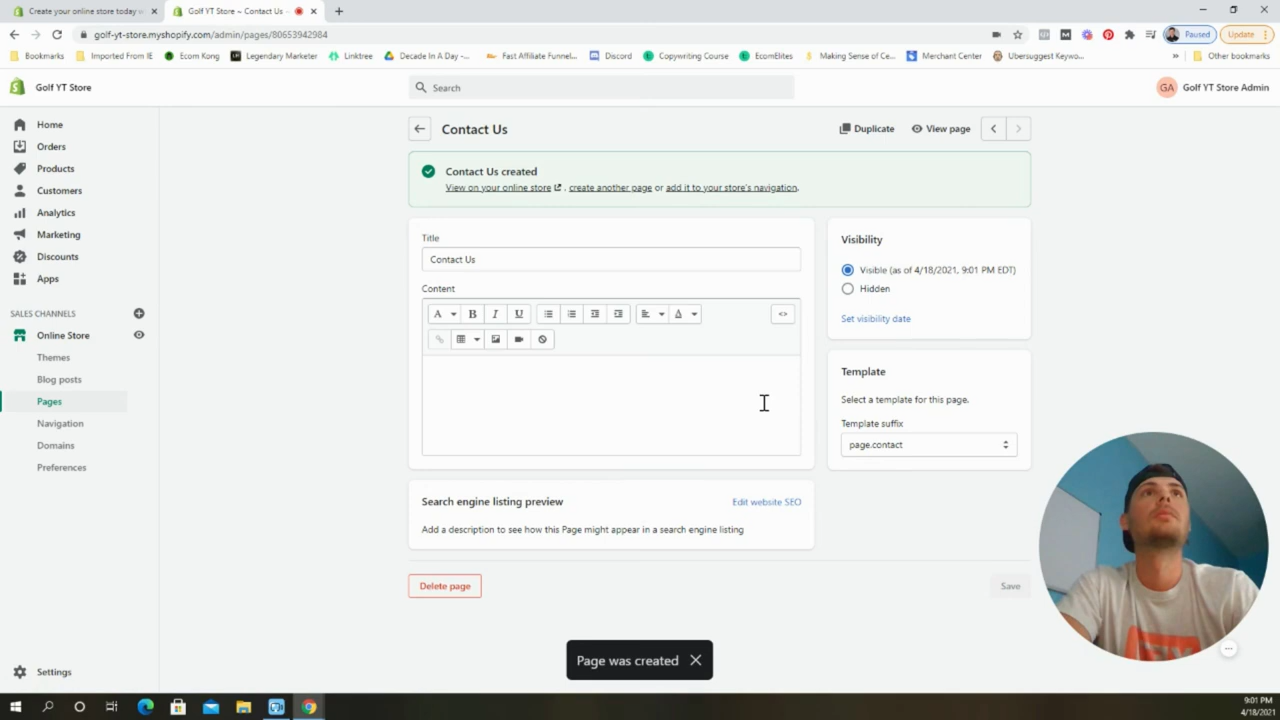 Create your online store today
Golf YT Store ~ Contact Us ~
golf-yt-store.myshopify.com/admin/pages/80653942984
Paused
Update
Bookmarks
Imported From IE
Ecom Kong
Legendary Marketer
Linktree
Decade In A Day -...
Fast Affiliate Funnel...
Discord
Copywriting Course
EcomElites
Making Sense of Ce...
Merchant Center
Ubersuggest Keywo...
»
Other bookmarks
Golf YT Store
Search
GA
Golf YT Store Admin
Home
Orders
Products
Customers
Analytics
Marketing
Discounts
Apps
SALES CHANNELS
Online Store
Themes
Blog posts
Pages
Navigation
Domains
Preferences
Settings
Contact Us
Duplicate
View page
Contact Us created
View on your online store , create another page or add it to your store's navigation.
Title
Contact Us
Content
A B I U A <>
Search engine listing preview
Edit website SEO
Add a description to see how this Page might appear in a search engine listing
Delete page
Save
Visibility
Visible (as of 4/18/2021, 9:01 PM EDT)
Hidden
Set visibility date
Template
Select a template for this page.
Template suffix
page.contact
Page was created
9:01 PM
4/18/2021